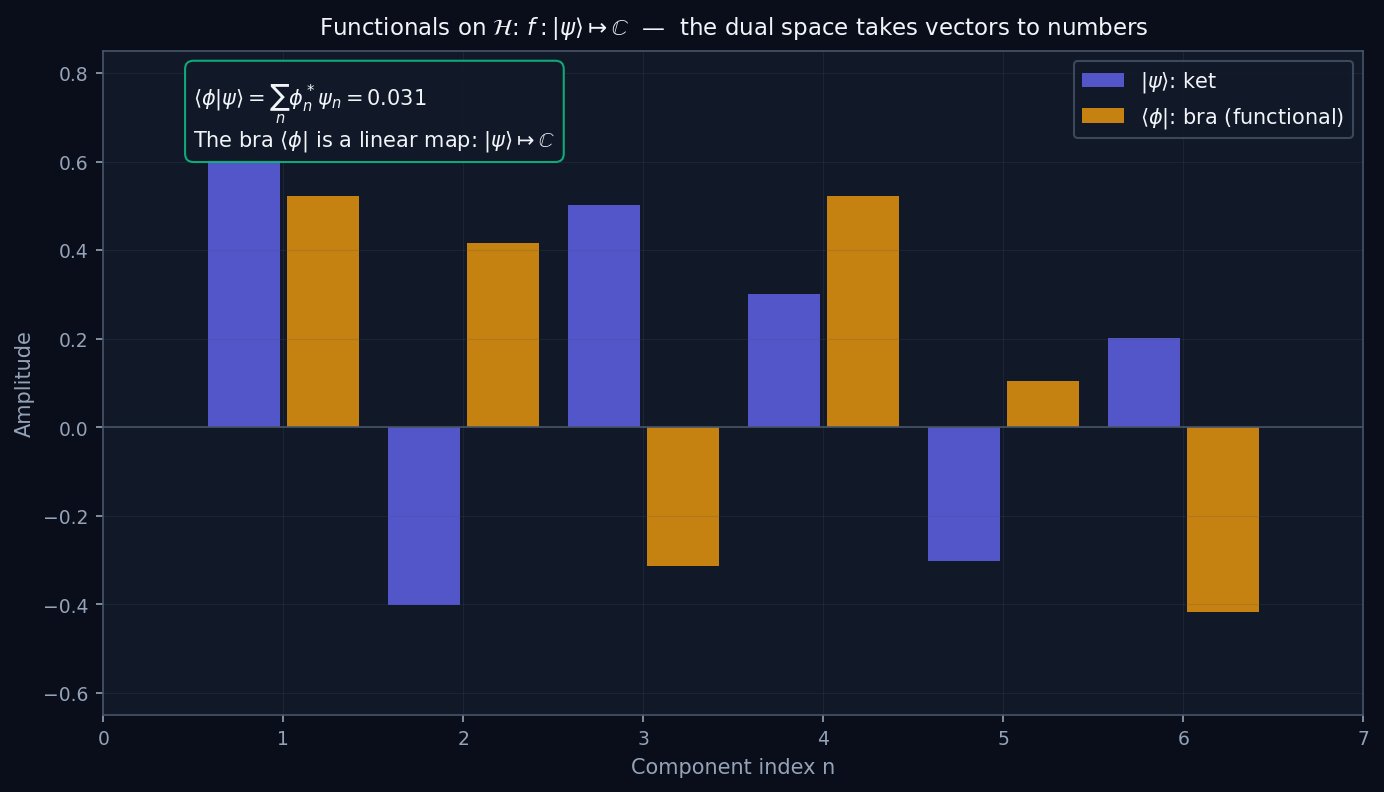 Functionals on ℋ: f : |ψ⟩ ↦ ℂ — the dual space takes vectors to numbers
⟨ϕ|ψ⟩ = ∑ₙ ϕₙ* ψₙ = 0.031
The bra ⟨ϕ| is a linear map: |ψ⟩ ↦ ℂ
|ψ⟩: ket
⟨ϕ|: bra (functional)
Amplitude
0.8
0.6
0.4
0.2
0.0
−0.2
−0.4
−0.6
0 1 2 3 4 5 6 7
Component index n